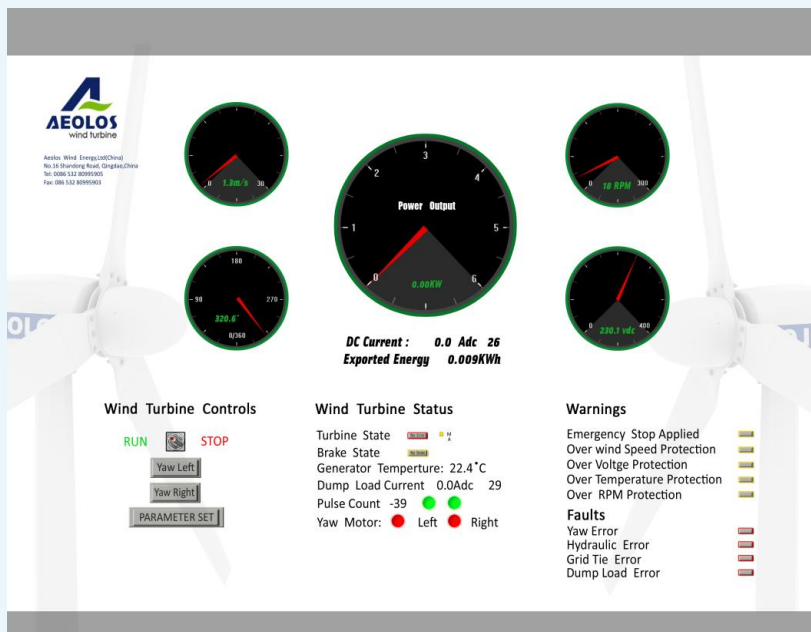 AEOLOS
wind turbine
Aeolos Wind Energy,Ltd(China)
No.16 Shandong Road, Qingdao,China
Tel: 0086 532 80995905
Fax: 086 532 80995903
0 30
1.3m/s
180
90 270
320.6°
0/360
3
2 4
Power Output
1 5
0 6
0.00KW
0 300
18 RPM
0 400
230.1 vdc
DC Current : 0.0 Adc 26
Exported Energy 0.009KWh
Wind Turbine Controls
RUN STOP
Yaw Left
Yaw Right
PARAMETER SET
Wind Turbine Status
Turbine State M
A
Brake State
Generator Temperture: 22.4°C
Dump Load Current 0.0Adc 29
Pulse Count -39
Yaw Motor: Left Right
Warnings
Emergency Stop Applied
Over wind Speed Protection
Over Voltge Protection
Over Temperature Protection
Over RPM Protection
Faults
Yaw Error
Hydraulic Error
Grid Tie Error
Dump Load Error